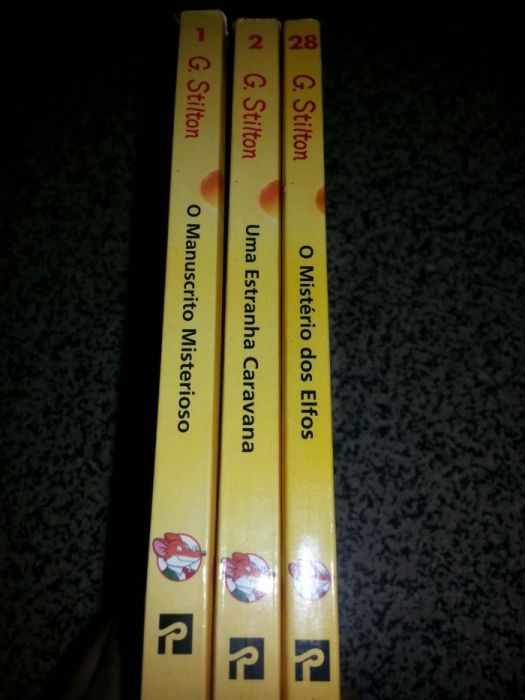 1 G. Stilton O Manuscrito Misterioso
2 G. Stilton Uma Estranha Caravana
28 G. Stilton O Mistério dos Elfos